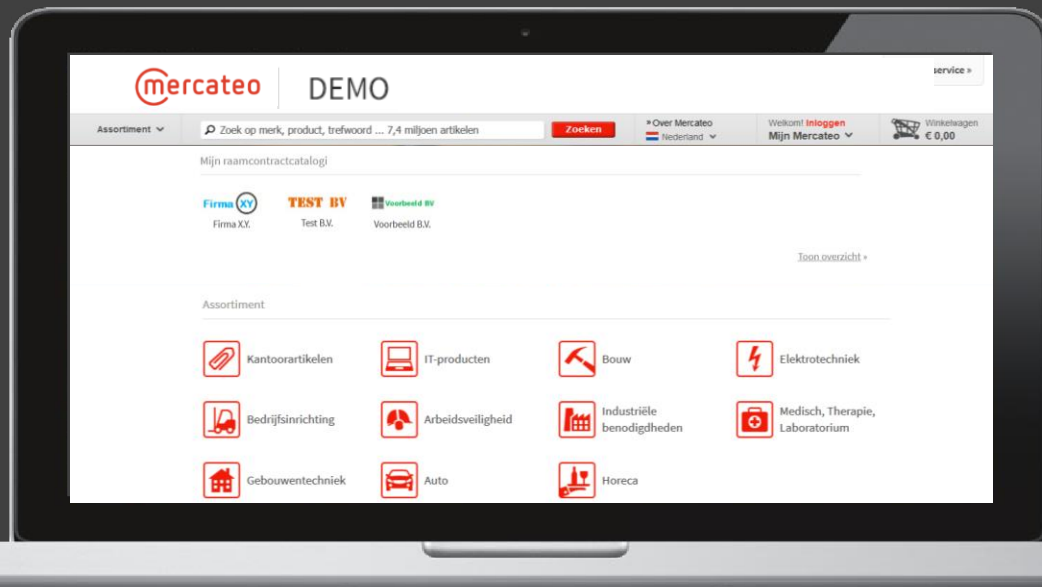 mercateo DEMO
service »
Assortiment
Zoek op merk, product, trefwoord ... 7,4 miljoen artikelen
Zoeken
» Over Mercateo
Nederland
Welkom! Inloggen
Mijn Mercateo
Winkelwagen
€ 0,00
Mijn raamcontractcatalogi
Firma XY
TEST BV
Voorbeeld BV
Firma X.Y.
Test B.V.
Voorbeeld B.V.
Toon overzicht »
Assortiment
Kantoorartikelen
IT-producten
Bouw
Elektrotechniek
Bedrijfsinrichting
Arbeidsveiligheid
Industriële
benodigdheden
Medisch, Therapie,
Laboratorium
Gebouwentechniek
Auto
Horeca